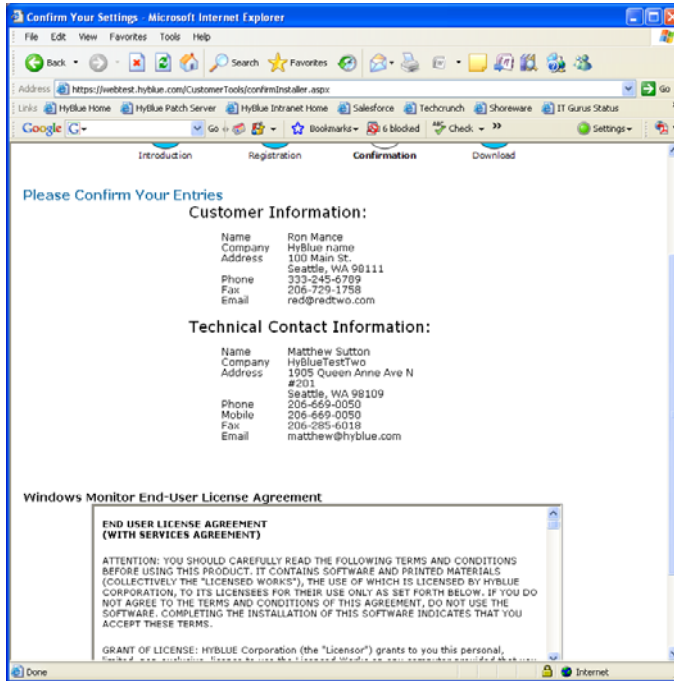 Confirm Your Settings - Microsoft Internet Explorer
File Edit View Favorites Tools Help
Back Search Favorites
Address https://webtest.hyblue.com/CustomerTools/confirmInstaller.aspx Go
Links HyBlue Home HyBlue Patch Server HyBlue Intranet Home Salesforce Techcrunch Shoreware IT Gurus Status
Google G Go Bookmarks 6 blocked Check Settings
Introduction Registration Confirmation Download
Please Confirm Your Entries
Customer Information:
Name Ron Mance
Company HyBlue name
Address 100 Main St.
Seattle, WA 98111
Phone 333-245-6789
Fax 206-729-1758
Email red@redtwo.com
Technical Contact Information:
Name Matthew Sutton
Company HyBlueTestTwo
Address 1905 Queen Anne Ave N
#201
Seattle, WA 98109
Phone 206-669-0050
Mobile 206-669-0050
Fax 206-285-6018
Email matthew@hyblue.com
Windows Monitor End-User License Agreement
END USER LICENSE AGREEMENT
(WITH SERVICES AGREEMENT)
ATTENTION: YOU SHOULD CAREFULLY READ THE FOLLOWING TERMS AND CONDITIONS
BEFORE USING THIS PRODUCT. IT CONTAINS SOFTWARE AND PRINTED MATERIALS
(COLLECTIVELY THE "LICENSED WORKS"), THE USE OF WHICH IS LICENSED BY HYBLUE
CORPORATION, TO ITS LICENSEES FOR THEIR USE ONLY AS SET FORTH BELOW. IF YOU DO
NOT AGREE TO THE TERMS AND CONDITIONS OF THIS AGREEMENT, DO NOT USE THE
SOFTWARE. COMPLETING THE INSTALLATION OF THIS SOFTWARE INDICATES THAT YOU
ACCEPT THESE TERMS.
GRANT OF LICENSE: HYBLUE Corporation (the "Licensor") grants to you this personal,
Done Internet